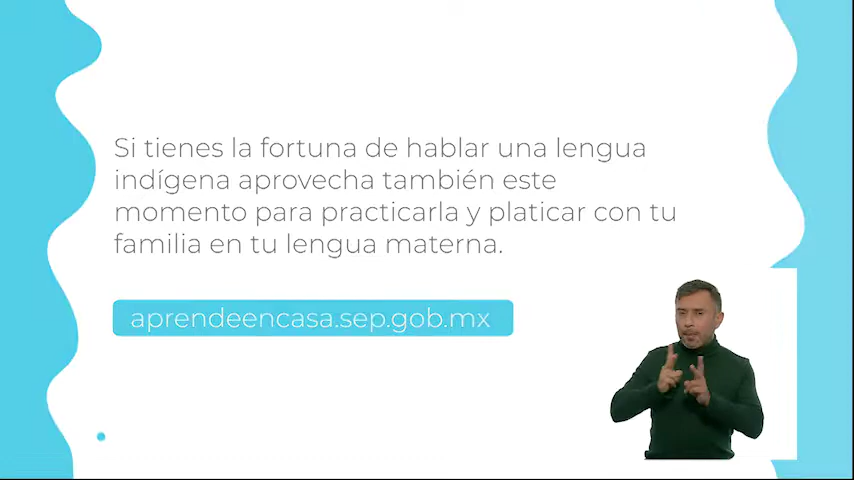 Si tienes la fortuna de hablar una lengua
indígena aprovecha también este
momento para practicarla y platicar con tu
familia en tu lengua materna.
aprendeencasa.sep.gob.mx